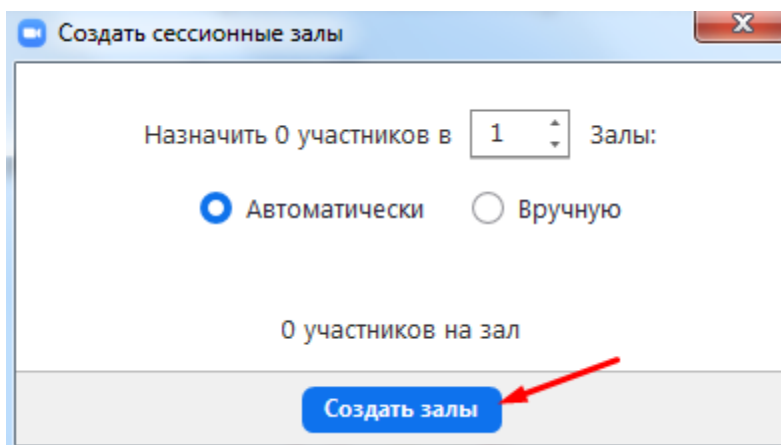 Создать сессионные залы
Назначить 0 участников в 1 Залы:
Автоматически Вручную
0 участников на зал
Создать залы